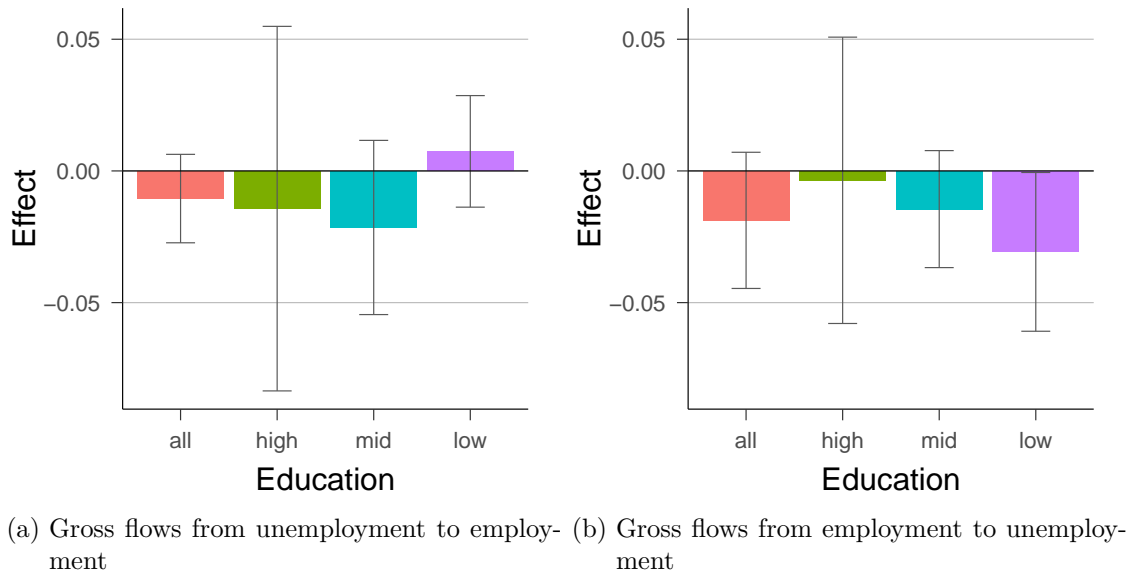 0.05
0.00
−0.05
Effect
all high mid low
Education
(a) Gross flows from unemployment to employ-
ment
0.05
0.00
−0.05
Effect
all high mid low
Education
(b) Gross flows from employment to unemploy-
ment